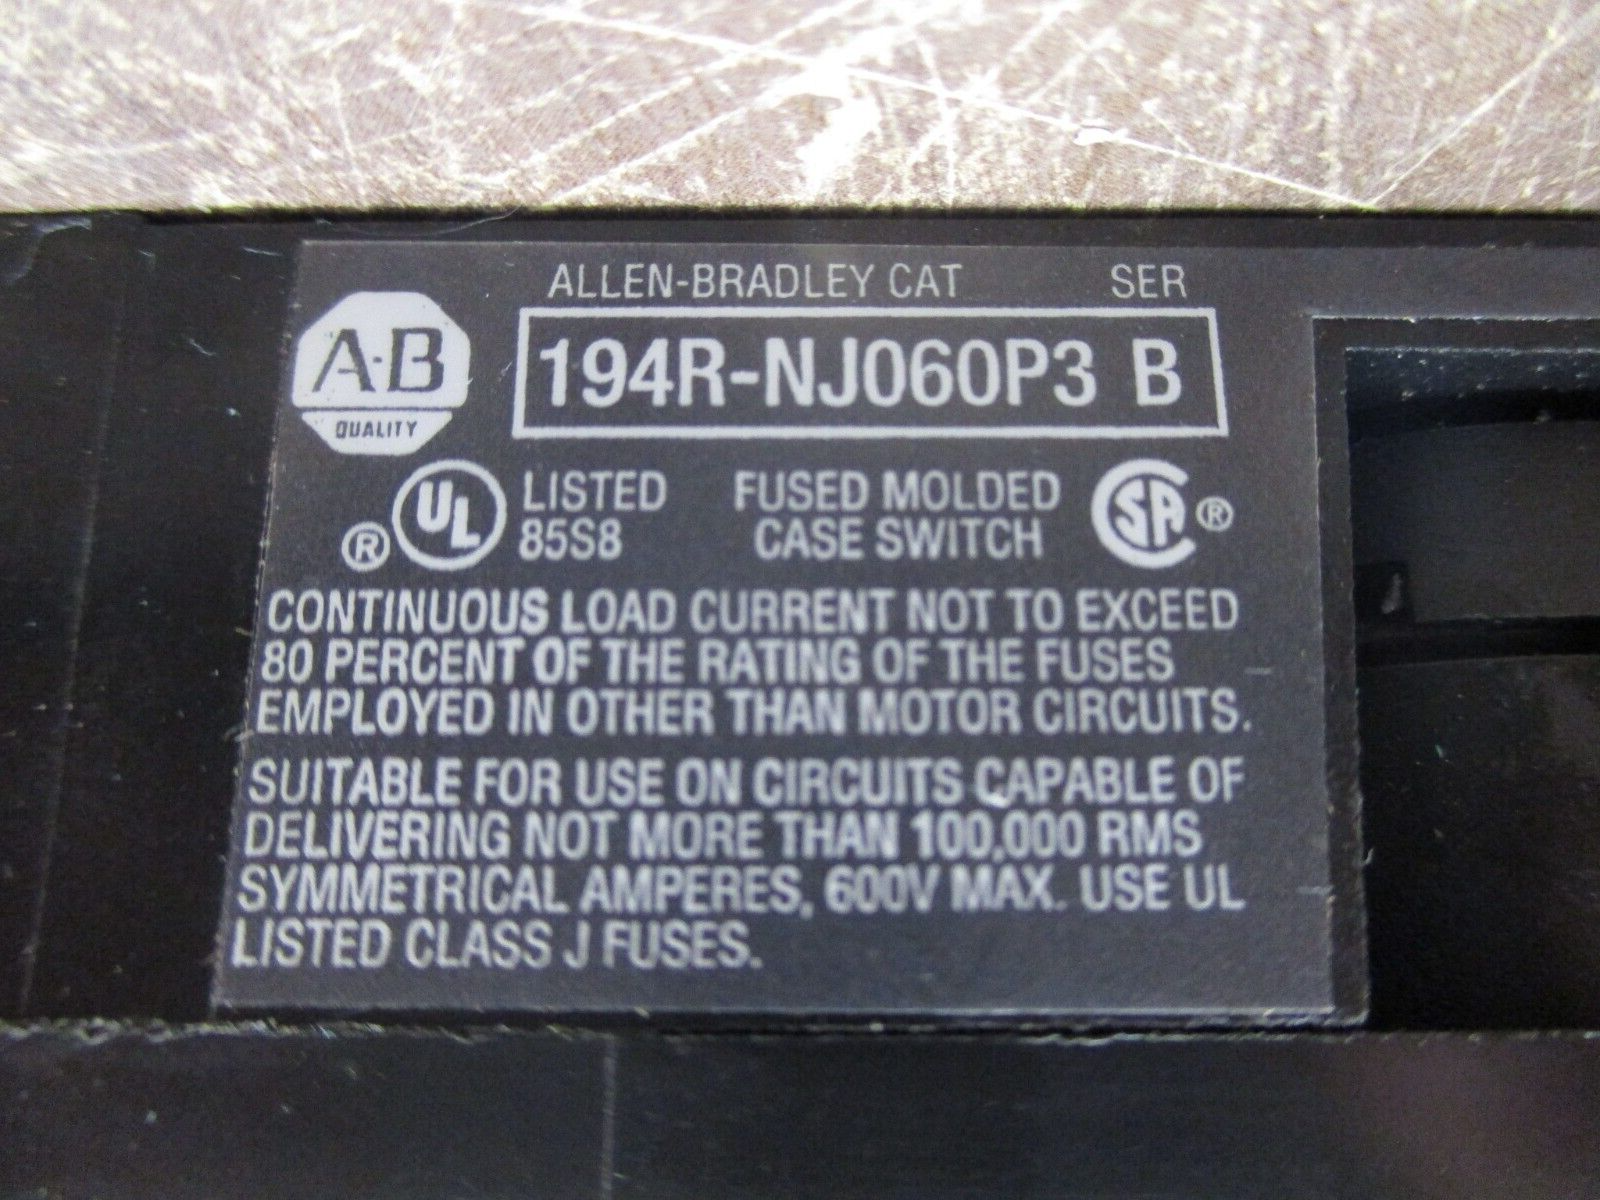 ALLEN-BRADLEY CAT SER
A-B
QUALITY
194R-NJ060P3 B
® UL LISTED
85S8
FUSED MOLDED
CASE SWITCH
SA ®
CONTINUOUS LOAD CURRENT NOT TO EXCEED
80 PERCENT OF THE RATING OF THE FUSES
EMPLOYED IN OTHER THAN MOTOR CIRCUITS.
SUITABLE FOR USE ON CIRCUITS CAPABLE OF
DELIVERING NOT MORE THAN 100,000 RMS
SYMMETRICAL AMPERES, 600V MAX. USE UL
LISTED CLASS J FUSES.